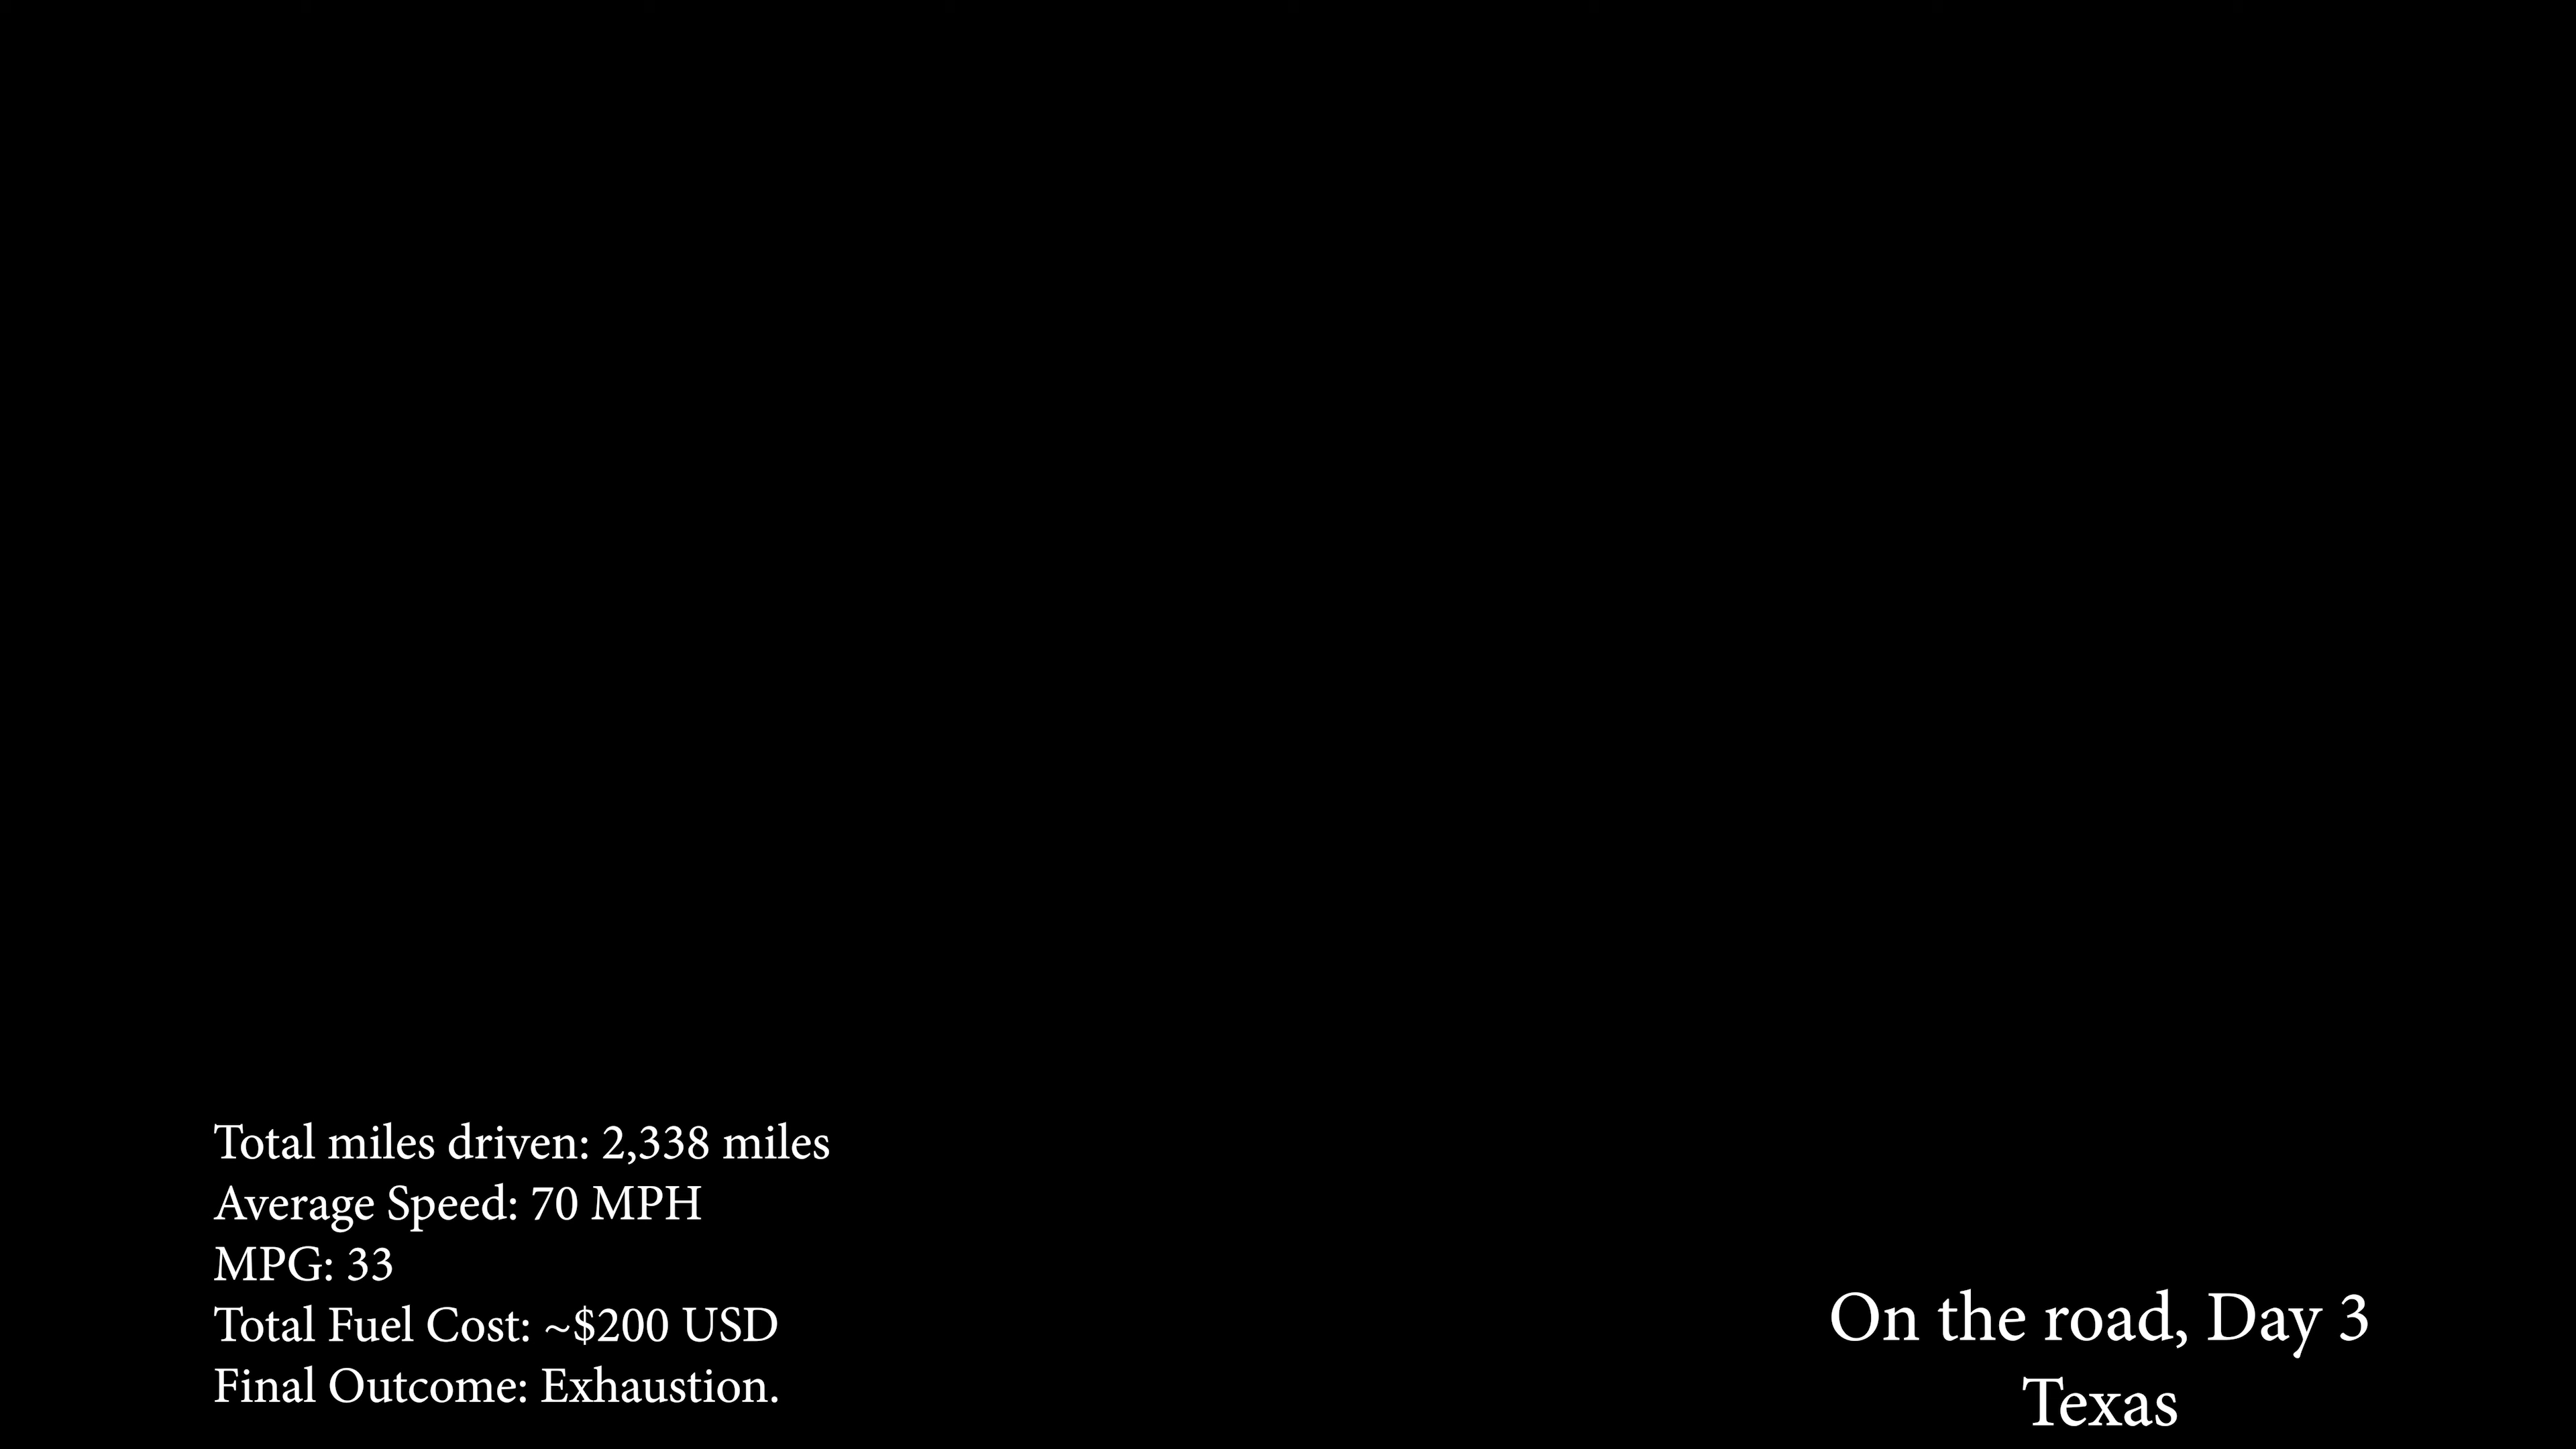 Total miles driven: 2,338 miles
Average Speed: 70 MPH
MPG: 33
Total Fuel Cost: ~$200 USD
Final Outcome: Exhaustion.
On the road, Day 3
Texas